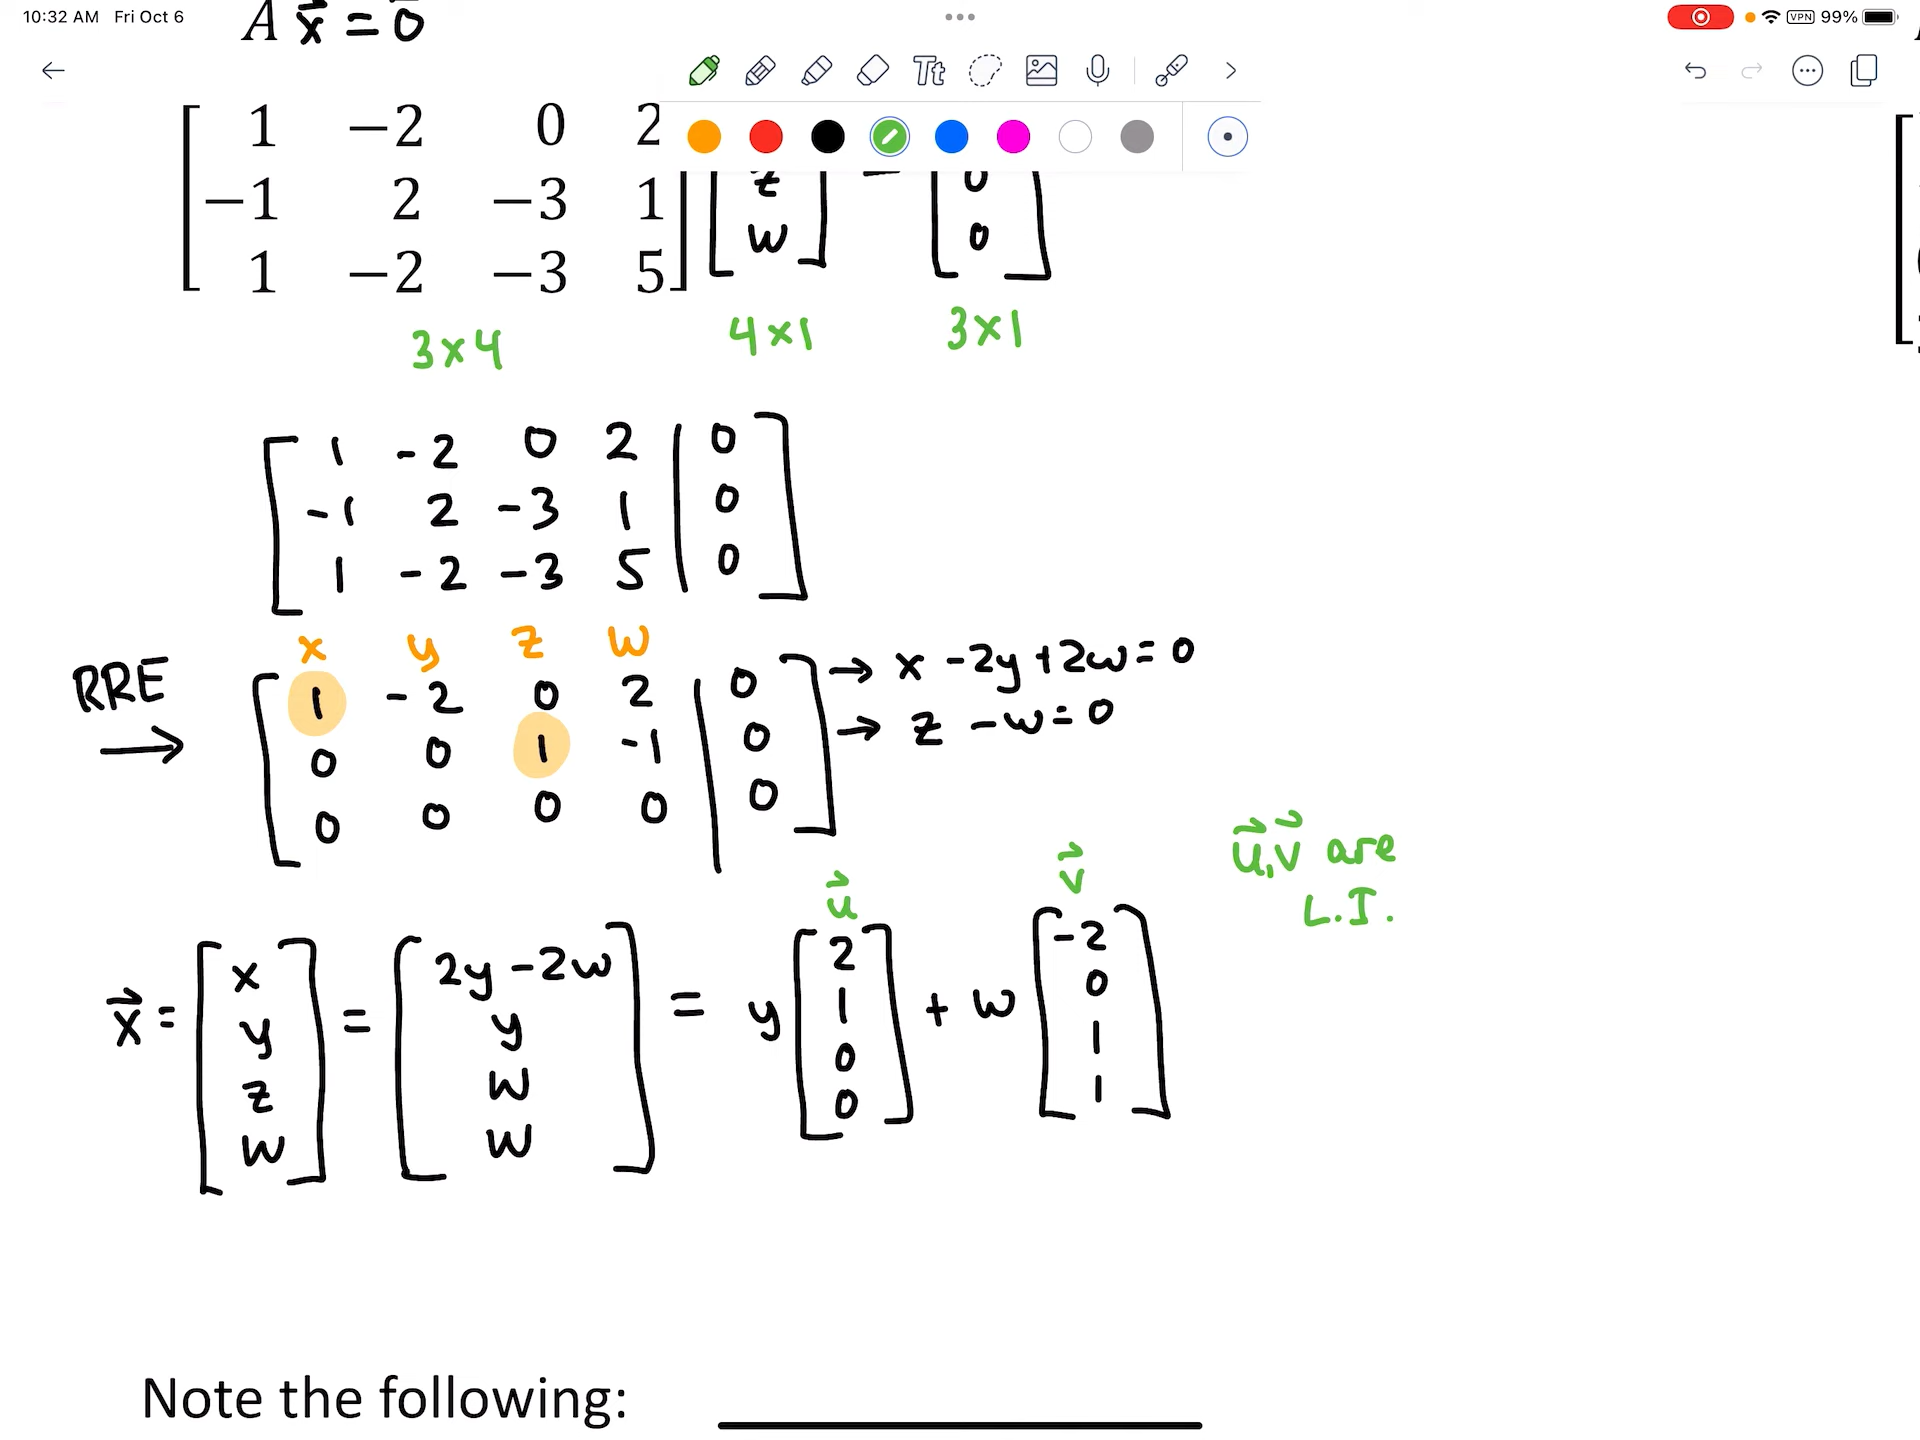 10:32 AM Fri Oct 6
VPN 99%
A x⃗ = 0⃗
Tt
1 −2 0 2
−1 2 −3 1
1 −2 −3 5
z
w
=
0
0
3x4 4x1 3x1
1 -2 0 2 | 0
-1 2 -3 1 | 0
1 -2 -3 5 | 0
x y z w
RRE →
1 -2 0 2 | 0 → x - 2y + 2w = 0
0 0 1 -1 | 0 → z - w = 0
0 0 0 0 | 0
u⃗, v⃗ are
L.I.
u⃗ v⃗
x⃗ = [x y z w] = [2y - 2w y w w] = y [2 1 0 0] + w [-2 0 1 1]
Note the following: